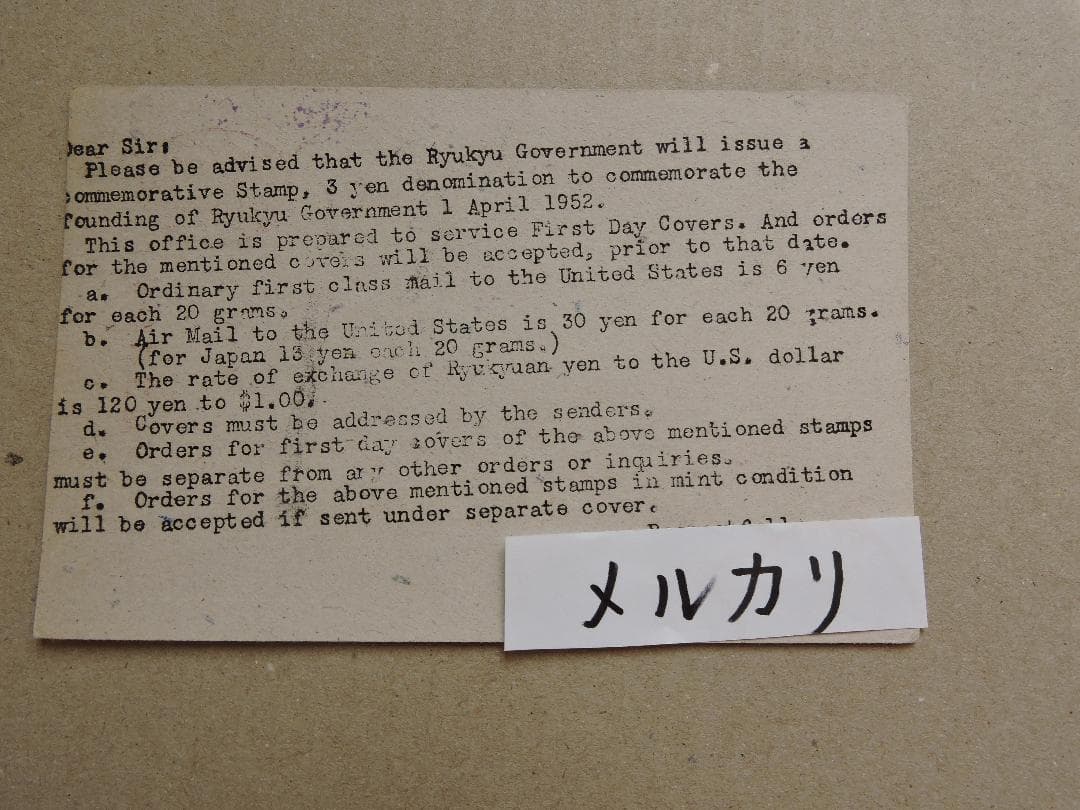 Dear Sir:
Please be advised that the Ryukyu Government will issue a
commemorative Stamp, 3 yen denomination to commemorate the
founding of Ryukyu Government 1 April 1952.
This office is prepared to service First Day Covers. And orders
for the mentioned covers will be accepted, prior to that date.
a. Ordinary first class mail to the United States is 6 yen
for each 20 grams.
b. Air Mail to the United States is 30 yen for each 20 grams.
(for Japan 13 yen each 20 grams.)
c. The rate of exchange of Ryukyuan yen to the U.S. dollar
is 120 yen to $1.00.
d. Covers must be addressed by the senders.
e. Orders for first day covers of the above mentioned stamps
must be separate from any other orders or inquiries.
f. Orders for the above mentioned stamps in mint condition
will be accepted if sent under separate cover.
メルカリ